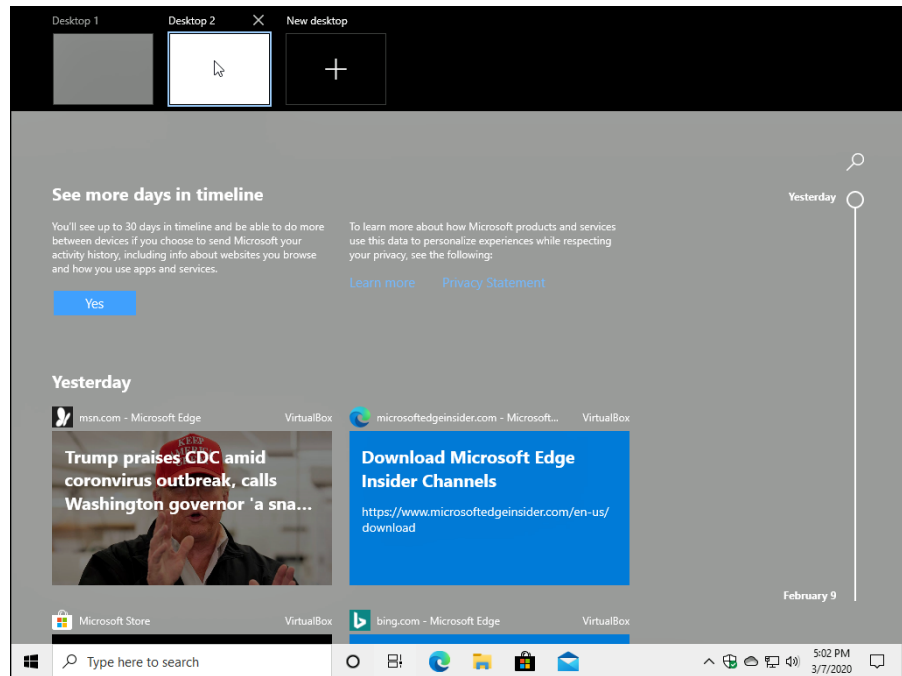 Desktop 1
Desktop 2
New desktop
See more days in timeline
You'll see up to 30 days in timeline and be able to do more
between devices if you choose to send Microsoft your
activity history, including info about websites you browse
and how you use apps and services.
Yes
To learn more about how Microsoft products and services
use this data to personalize experiences while respecting
your privacy, see the following:
Learn more Privacy Statement
Yesterday
February 9
Yesterday
msn.com - Microsoft Edge VirtualBox
KEEP
AMERICA
Trump praises CDC amid
coronvirus outbreak, calls
Washington governor 'a sna...
microsoftedgeinsider.com - Microsoft... VirtualBox
Download Microsoft Edge
Insider Channels
https://www.microsoftedgeinsider.com/en-us/
download
Microsoft Store VirtualBox
bing.com - Microsoft Edge VirtualBox
Type here to search
5:02 PM
3/7/2020